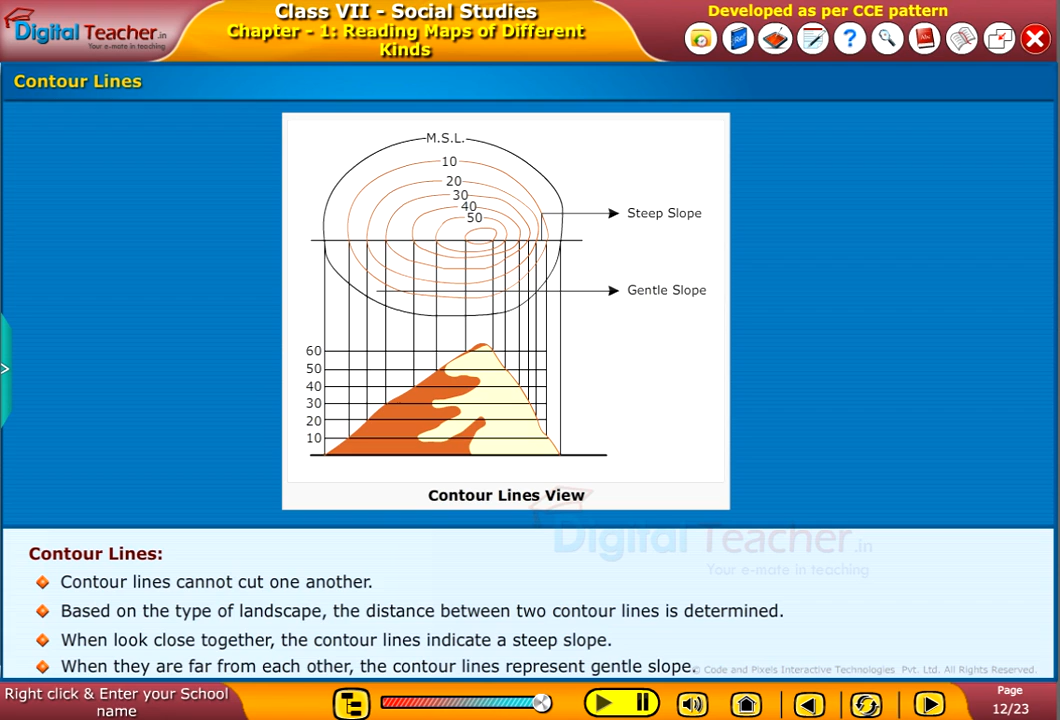 Digital Teacher.in
Your e-mate in teaching
Class VII - Social Studies
Chapter - 1: Reading Maps of Different
Kinds
Developed as per CCE pattern
Ref
?
Abc
Contour Lines
M.S.L.
10
20
30
40
50
Steep Slope
Gentle Slope
60
50
40
30
20
10
Contour Lines View
Digital Teacher.in
Your e-mate in teaching
Contour Lines:
Contour lines cannot cut one another.
Based on the type of landscape, the distance between two contour lines is determined.
When look close together, the contour lines indicate a steep slope.
When they are far from each other, the contour lines represent gentle slope.
© Code and Pixels Interactive Technologies Pvt. Ltd. All Rights Reserved.
Right click & Enter your School
name
Page
12/23